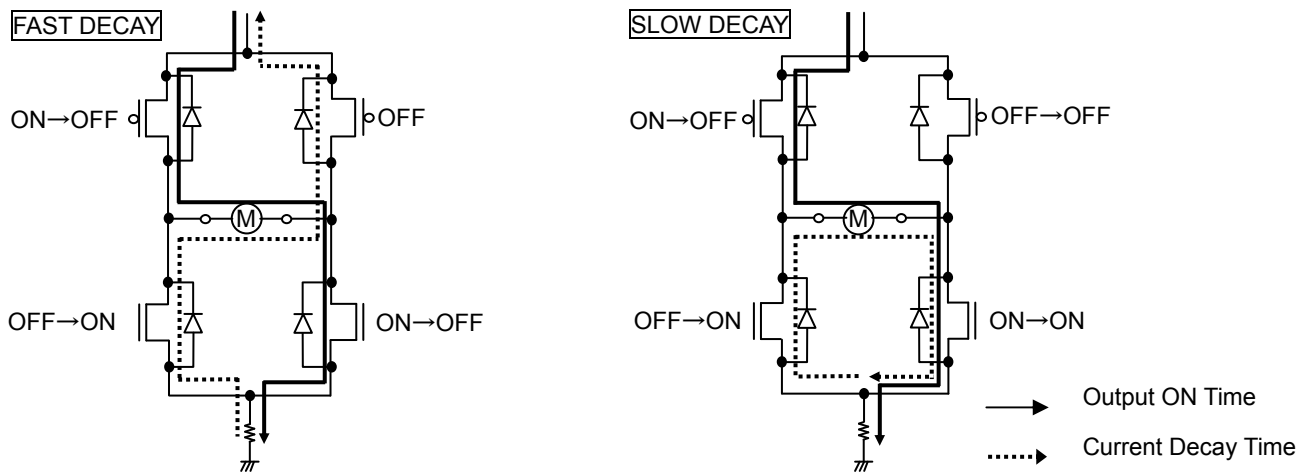 FAST DECAY
ON→OFF
OFF
M
OFF→ON
ON→OFF
SLOW DECAY
ON→OFF
OFF→OFF
M
OFF→ON
ON→ON
Output ON Time
Current Decay Time